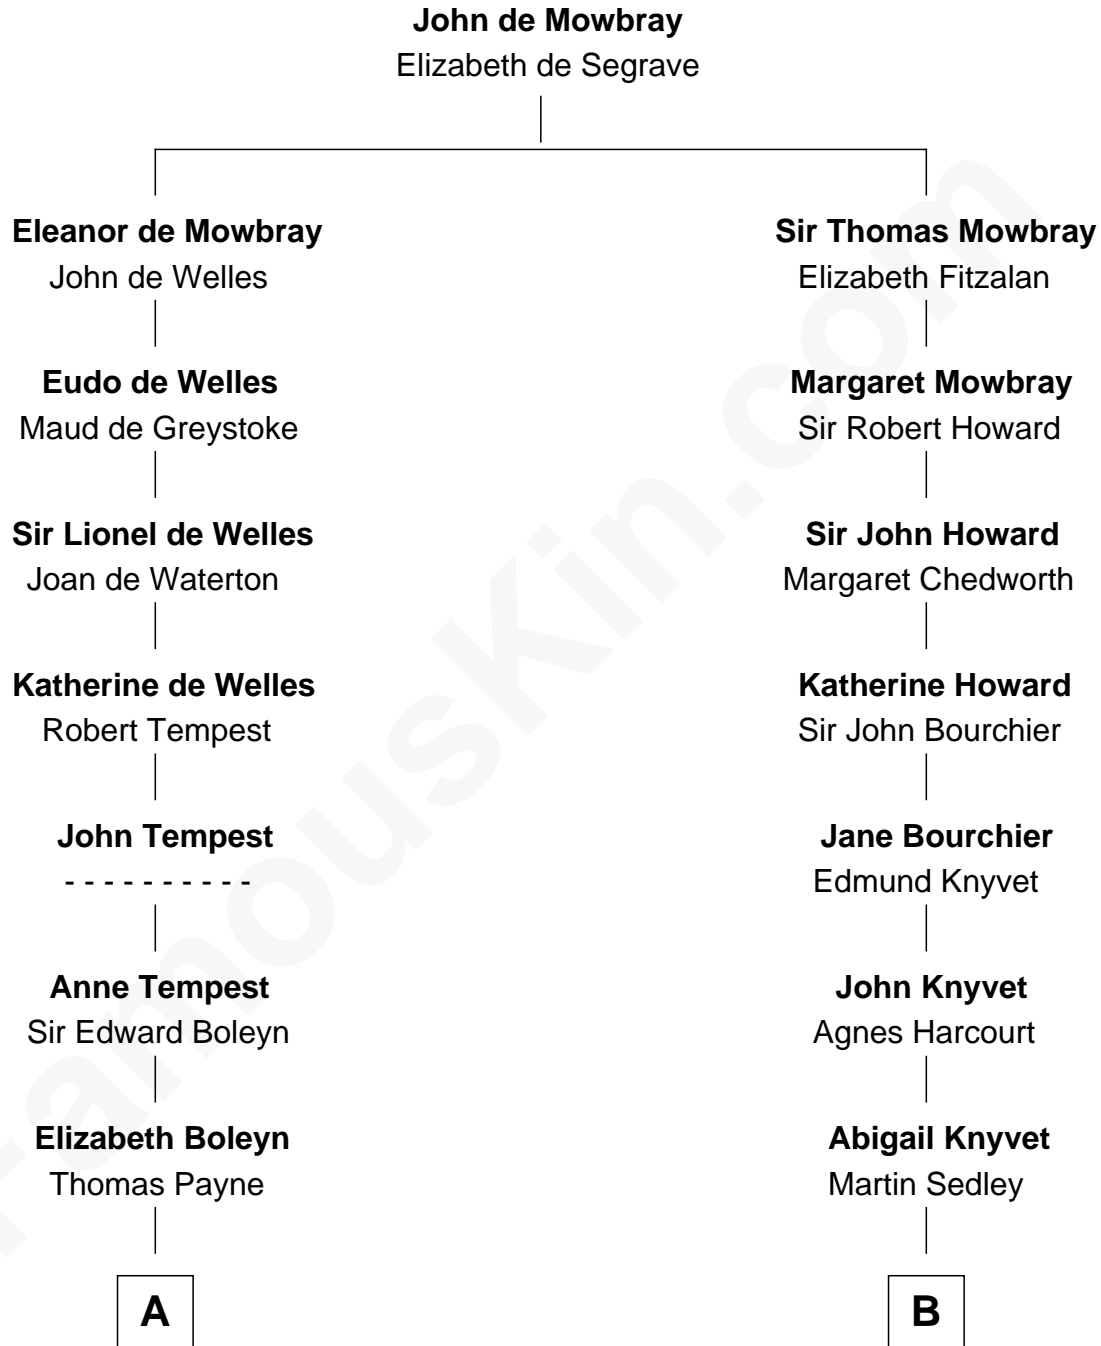 John de Mowbray
Elizabeth de Segrave
Eleanor de Mowbray
John de Welles
Sir Thomas Mowbray
Elizabeth Fitzalan
Eudo de Welles
Maud de Greystoke
Margaret Mowbray
Sir Robert Howard
Sir Lionel de Welles
Joan de Waterton
Sir John Howard
Margaret Chedworth
Katherine de Welles
Robert Tempest
Katherine Howard
Sir John Bourchier
John Tempest
- - - - - - - - - -
Jane Bourchier
Edmund Knyvet
Anne Tempest
Sir Edward Boleyn
John Knyvet
Agnes Harcourt
Elizabeth Boleyn
Thomas Payne
Abigail Knyvet
Martin Sedley
A
B
FamousKin.com